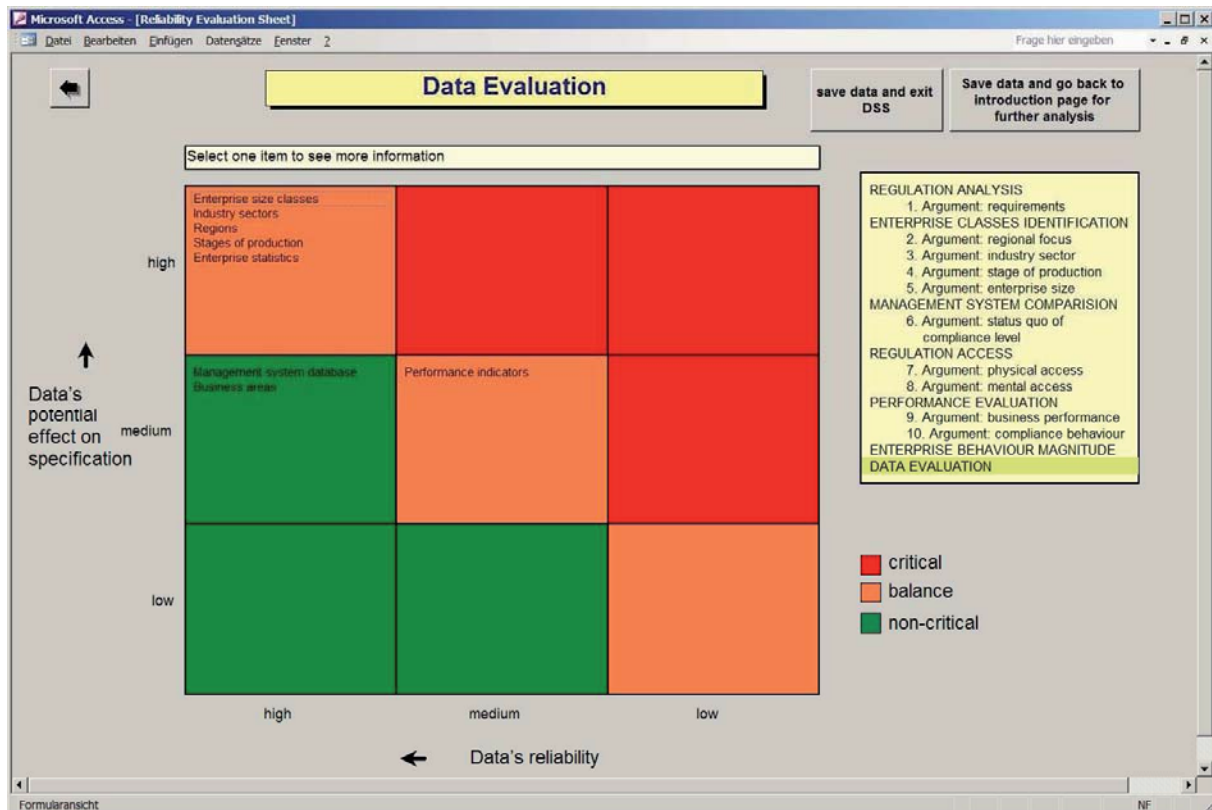 Microsoft Access - [Reliability Evaluation Sheet]
Datei Bearbeiten Einfügen Datensätze Fenster ?
Frage hier eingeben
Data Evaluation
save data and exit
DSS
Save data and go back to
introduction page for
further analysis
Select one item to see more information
Enterprise size classes
Industry sectors
Regions
Stages of production
Enterprise statistics
Management system database
Business areas
Performance indicators
high
medium
low
Data's
potential
effect on
specification
high
medium
low
Data's reliability
REGULATION ANALYSIS
1. Argument: requirements
ENTERPRISE CLASSES IDENTIFICATION
2. Argument: regional focus
3. Argument: industry sector
4. Argument: stage of production
5. Argument: enterprise size
MANAGEMENT SYSTEM COMPARISION
6. Argument: status quo of
compliance level
REGULATION ACCESS
7. Argument: physical access
8. Argument: mental access
PERFORMANCE EVALUATION
9. Argument: business performance
10. Argument: compliance behaviour
ENTERPRISE BEHAVIOUR MAGNITUDE
DATA EVALUATION
critical
balance
non-critical
Formularansicht
NF